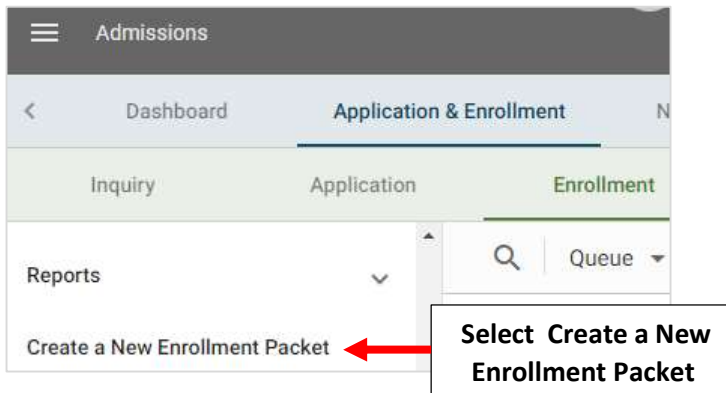 Admissions
Dashboard Application & Enrollment N
Inquiry Application Enrollment
Queue
Reports
Create a New Enrollment Packet
Select Create a New
Enrollment Packet